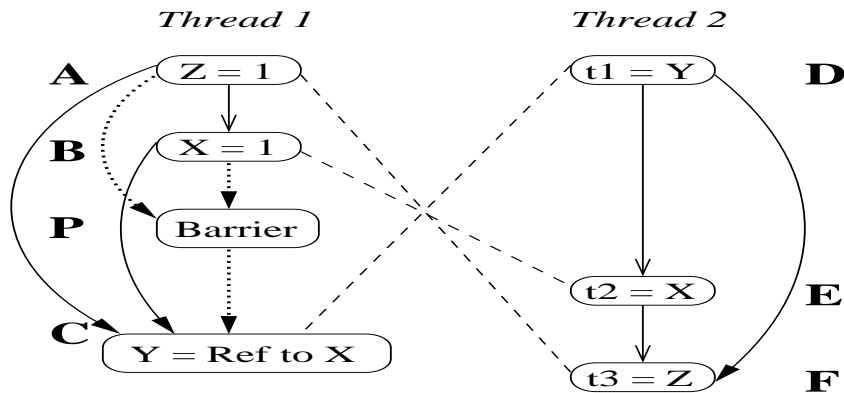 Thread 1
Thread 2
A
Z = 1
t1 = Y
D
B
X = 1
P
Barrier
t2 = X
E
C
Y = Ref to X
t3 = Z
F